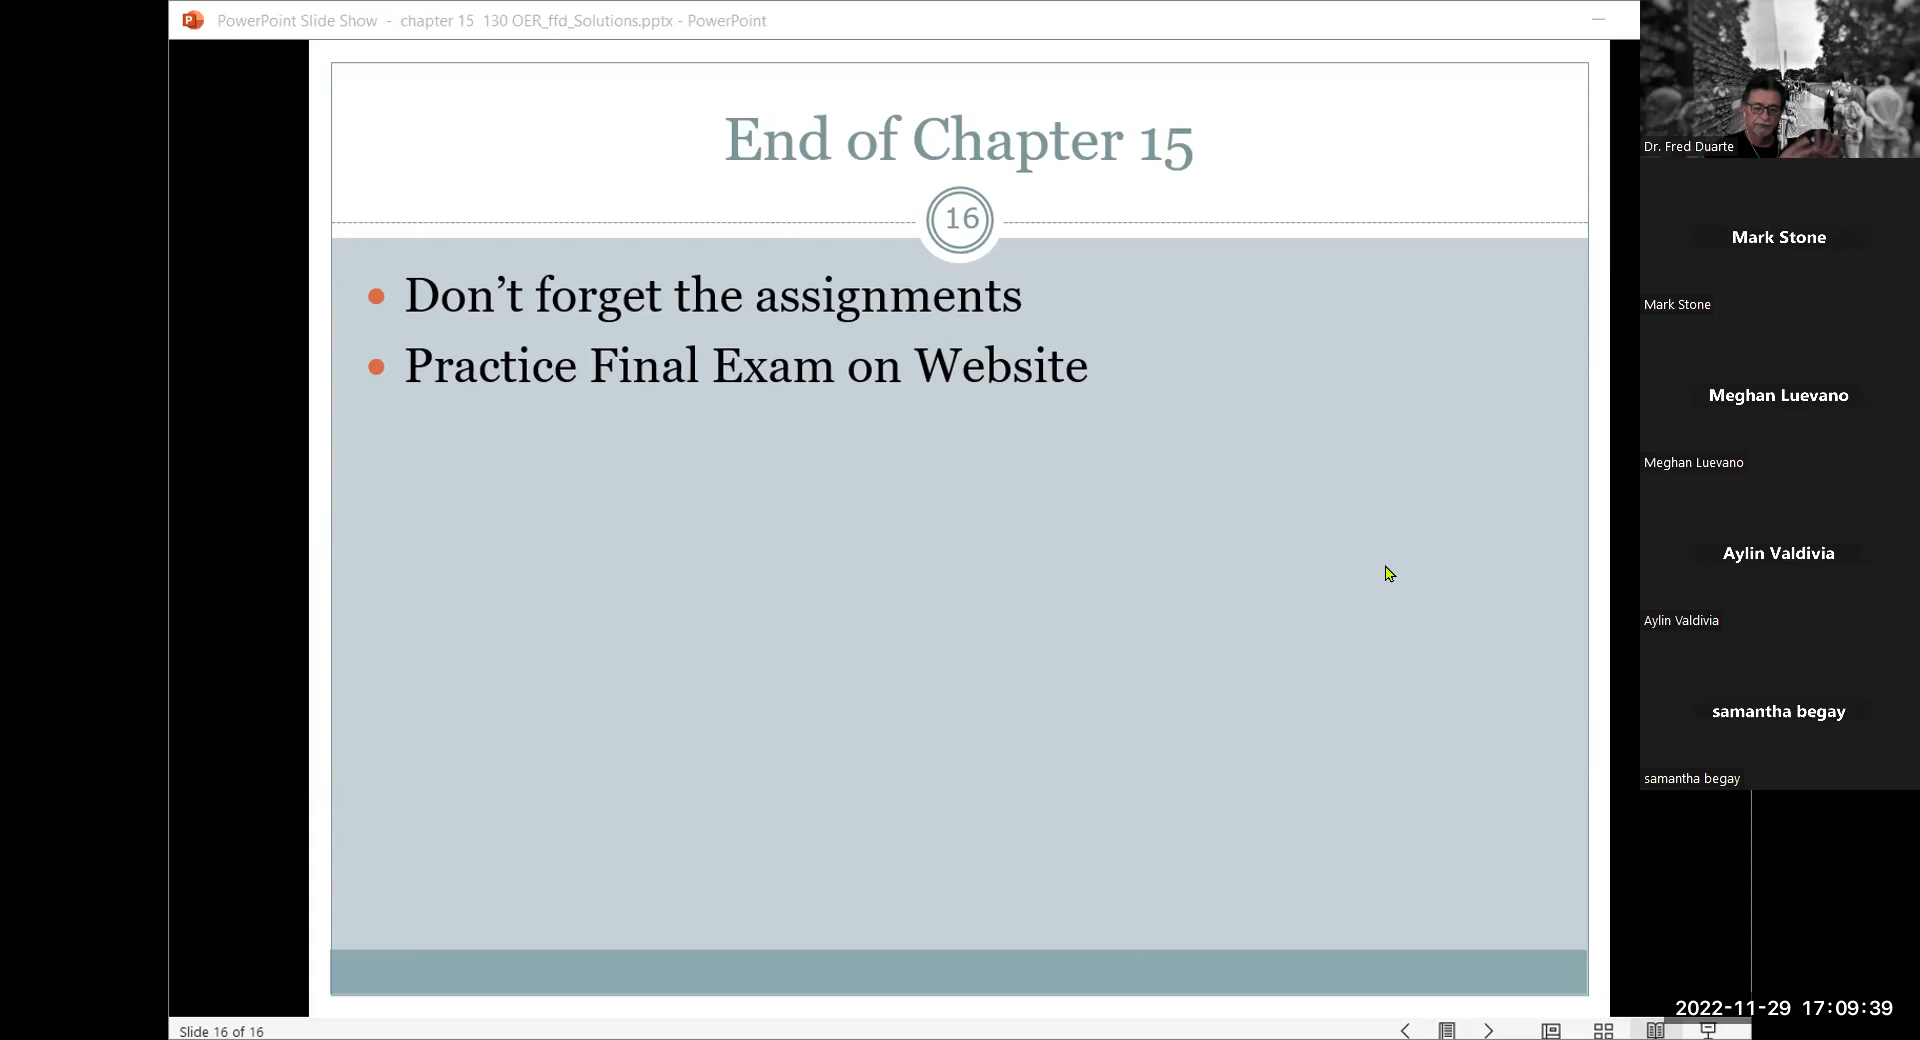 PowerPoint Slide Show - chapter 15 130 OER_ffd_Solutions.pptx - PowerPoint
End of Chapter 15
16
Don’t forget the assignments
Practice Final Exam on Website
Dr. Fred Duarte
Mark Stone
Mark Stone
Meghan Luevano
Meghan Luevano
Aylin Valdivia
Aylin Valdivia
samantha begay
samantha begay
2022-11-29 17:09:39
Slide 16 of 16